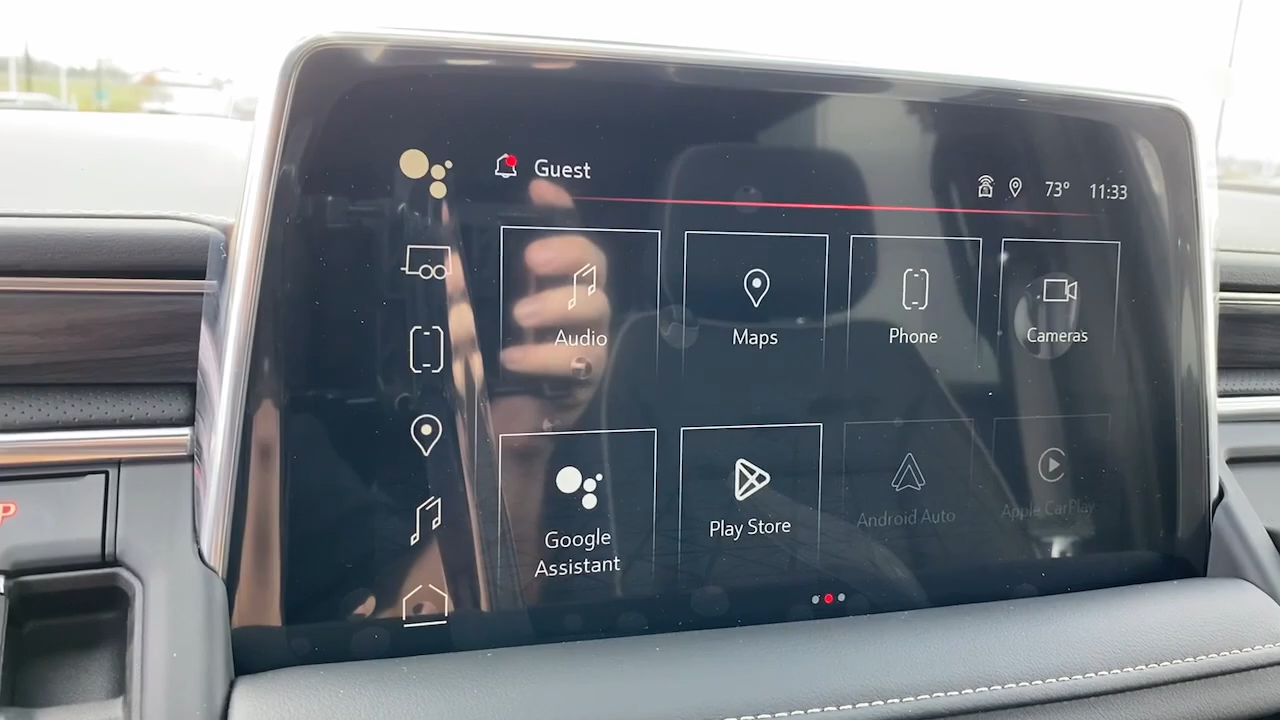 Guest
73° 11:33
Audio
Maps
Phone
Cameras
Google
Assistant
Play Store
Android Auto
Apple CarPlay
P